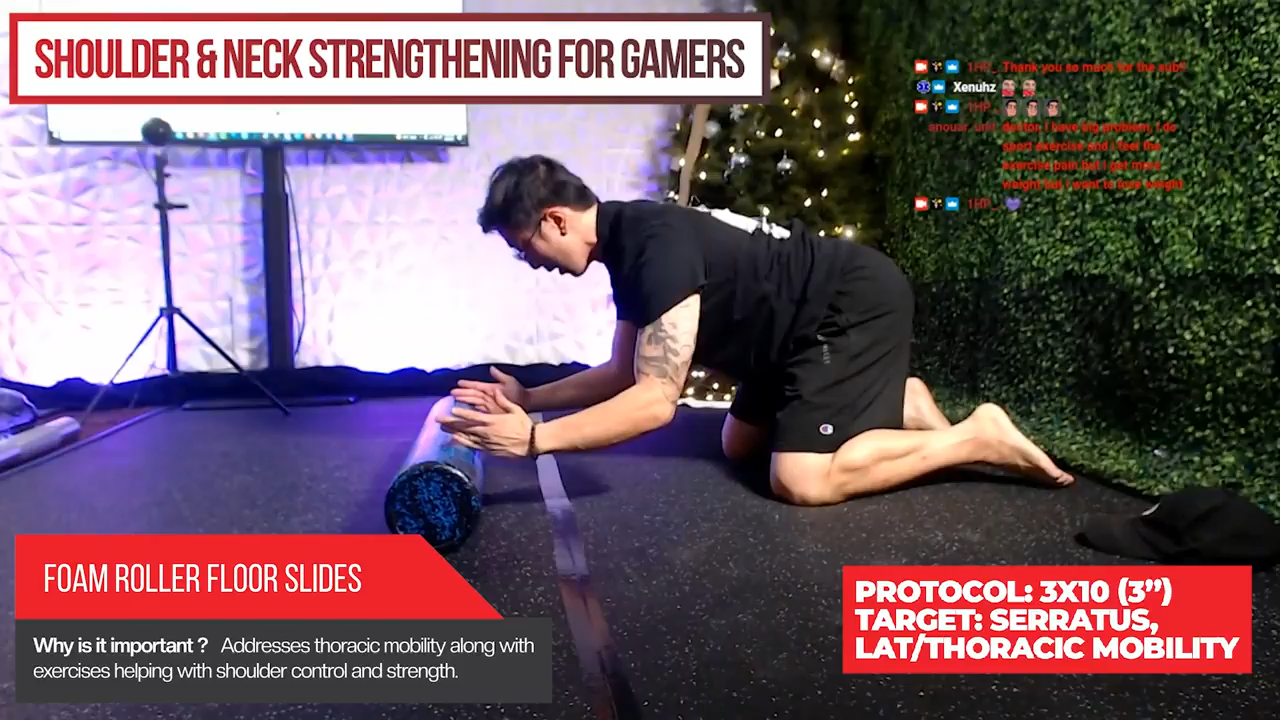 SHOULDER & NECK STRENGTHENING FOR GAMERS
1HP_ Thank you so much for the sub!!
Xenuhz
1HP_
doctor i have big problem, i do
sport exercise and i feel the
exercise pain but i get more
weight but i want to lose weight
1HP_
FOAM ROLLER FLOOR SLIDES
Why is it important ? Addresses thoracic mobility along with
exercises helping with shoulder control and strength.
PROTOCOL: 3X10 (3”)
TARGET: SERRATUS,
LAT/THORACIC MOBILITY